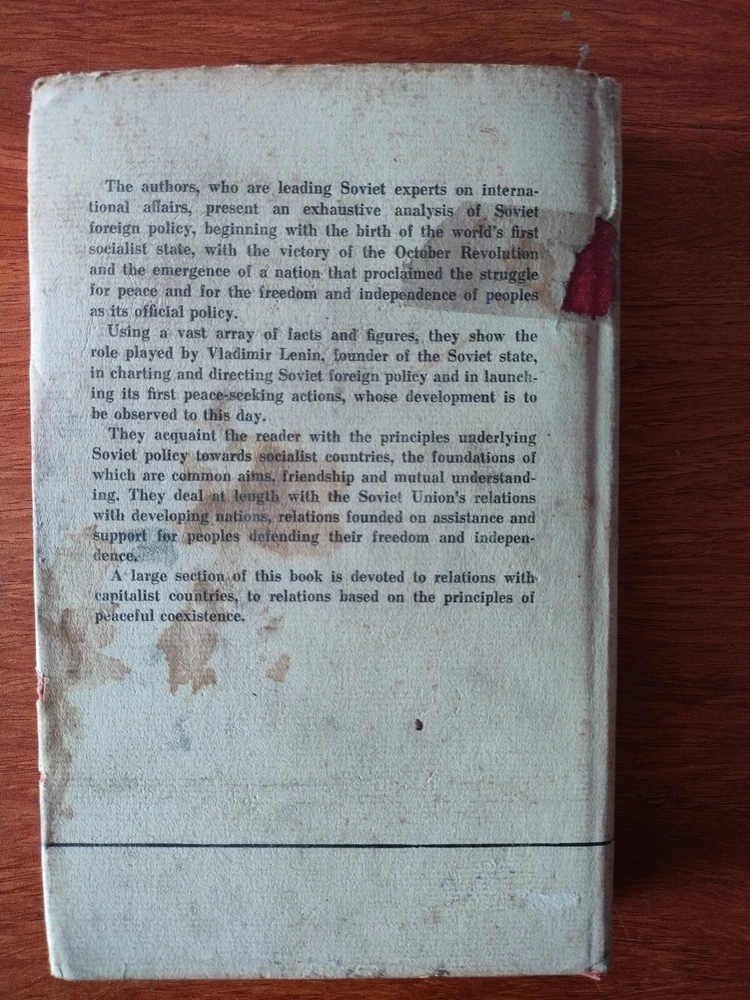 The authors, who are leading Soviet experts on interna-
tional affairs, present an exhaustive analysis of Soviet
foreign policy, beginning with the birth of the world's first
socialist state, with the victory of the October Revolution
and the emergence of a nation that proclaimed the struggle
for peace and for the freedom and independence of peoples
as its official policy.
Using a vast array of facts and figures, they show the
role played by Vladimir Lenin, founder of the Soviet state,
in charting and directing Soviet foreign policy and in launch-
ing its first peace-seeking actions, whose development is to
be observed to this day.
They acquaint the reader with the principles underlying
Soviet policy towards socialist countries, the foundations of
which are common aims, friendship and mutual understand-
ing. They deal at length with the Soviet Union's relations
with developing nations, relations founded on assistance and
support for peoples defending their freedom and indepen-
dence.
A large section of this book is devoted to relations with
capitalist countries, to relations based on the principles of
peaceful coexistence.